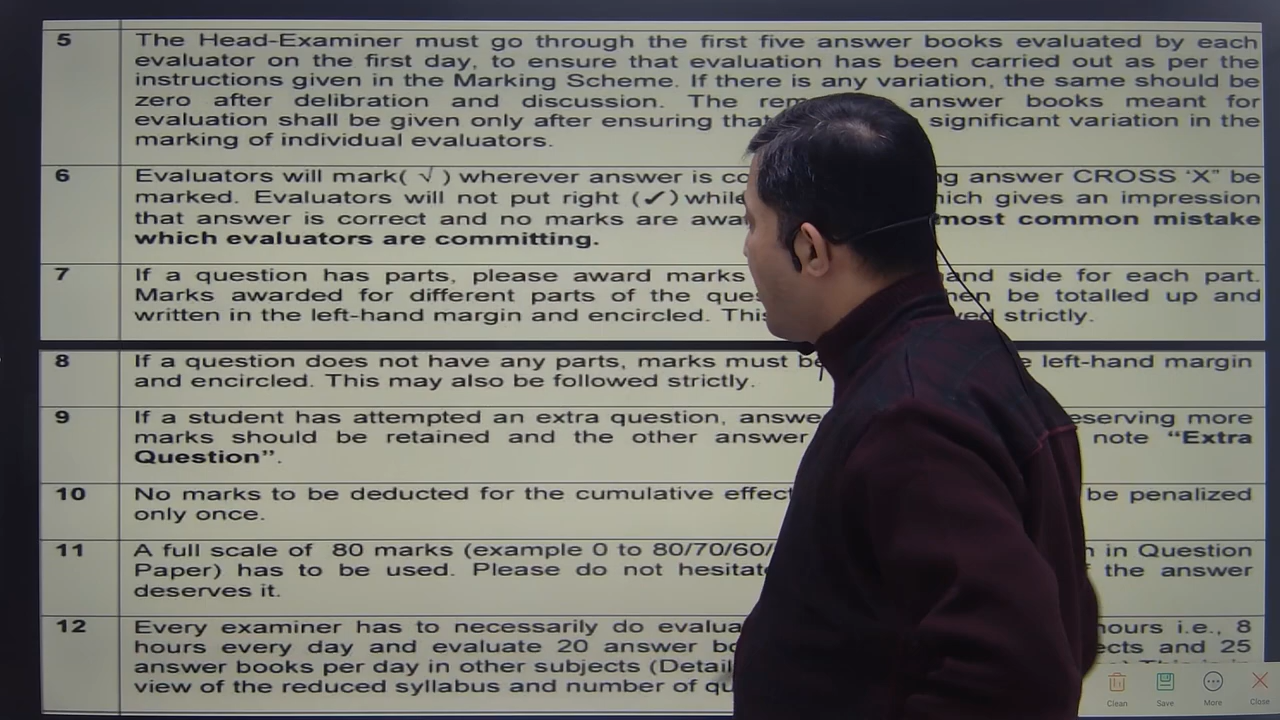 5 The Head-Examiner must go through the first five answer books evaluated by each
evaluator on the first day, to ensure that evaluation has been carried out as per the
instructions given in the Marking Scheme. If there is any variation, the same should be
zero after delibration and discussion. The answer books meant for
evaluation shall be given only after ensuring that significant variation in the
marking of individual evaluators.
6 Evaluators will mark( √ ) wherever answer is answer CROSS ‘X” be
marked. Evaluators will not put right (✓) while gives an impression
that answer is correct and no marks are most common mistake
which evaluators are committing.
7 If a question has parts, please award marks side for each part.
Marks awarded for different parts of the be totalled up and
written in the left-hand margin and encircled. strictly.
8 If a question does not have any parts, marks must left-hand margin
and encircled. This may also be followed strictly.
9 If a student has attempted an extra question, more
marks should be retained and the other answer note “Extra
Question”.
10 No marks to be deducted for the cumulative be penalized
only once.
11 A full scale of 80 marks (example 0 to 80/70/60/ in Question
Paper) has to be used. Please do not the answer
deserves it.
12 Every examiner has to necessarily do i.e., 8
hours every day and evaluate 20 answer and 25
answer books per day in other subjects
view of the reduced syllabus and number of
Clean Save More Close